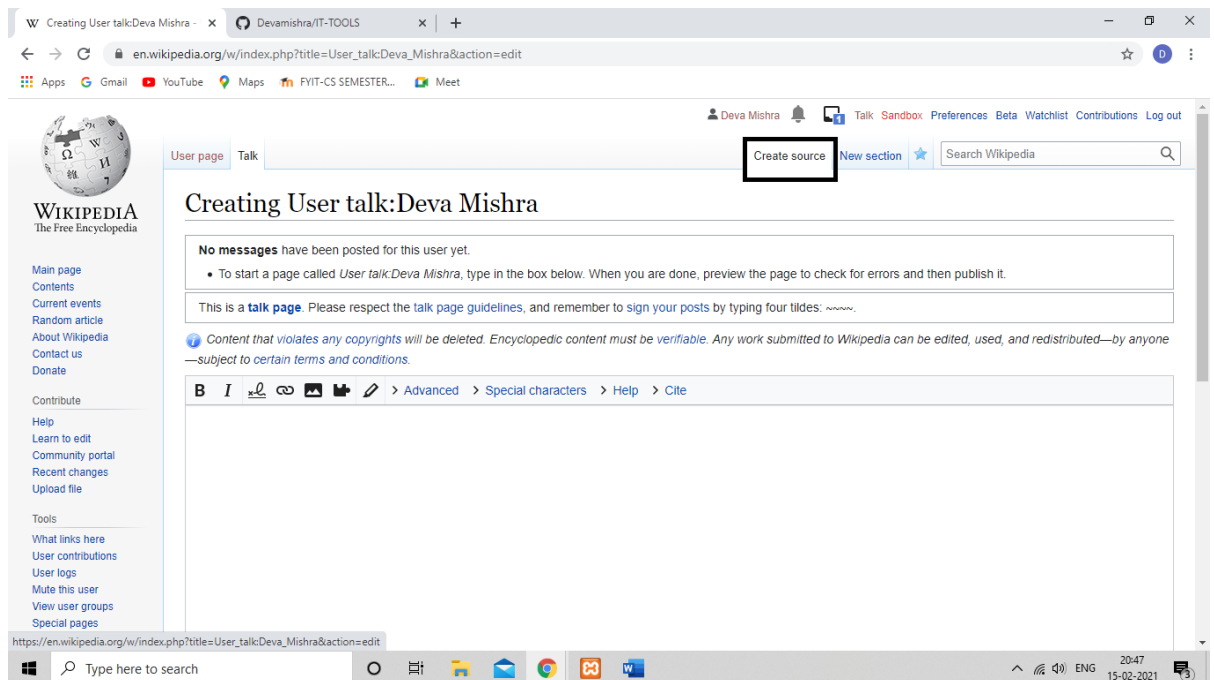 Creating User talk:Deva Mishra -
Devamishra/IT-TOOLS
en.wikipedia.org/w/index.php?title=User_talk:Deva_Mishra&action=edit
D
Apps Gmail YouTube Maps FYIT-CS SEMESTER... Meet
Deva Mishra 1 Talk Sandbox Preferences Beta Watchlist Contributions Log out
User page Talk Create source New section Search Wikipedia
WIKIPEDIA
The Free Encyclopedia
Main page
Contents
Current events
Random article
About Wikipedia
Contact us
Donate
Contribute
Help
Learn to edit
Community portal
Recent changes
Upload file
Tools
What links here
User contributions
User logs
Mute this user
View user groups
Special pages
Creating User talk:Deva Mishra
No messages have been posted for this user yet.
• To start a page called User talk:Deva Mishra, type in the box below. When you are done, preview the page to check for errors and then publish it.
This is a talk page. Please respect the talk page guidelines, and remember to sign your posts by typing four tildes: ~~~~.
Content that violates any copyrights will be deleted. Encyclopedic content must be verifiable. Any work submitted to Wikipedia can be edited, used, and redistributed—by anyone
—subject to certain terms and conditions.
B I Advanced Special characters Help Cite
https://en.wikipedia.org/w/index.php?title=User_talk:Deva_Mishra&action=edit
Type here to search
ENG
20:47
15-02-2021
3